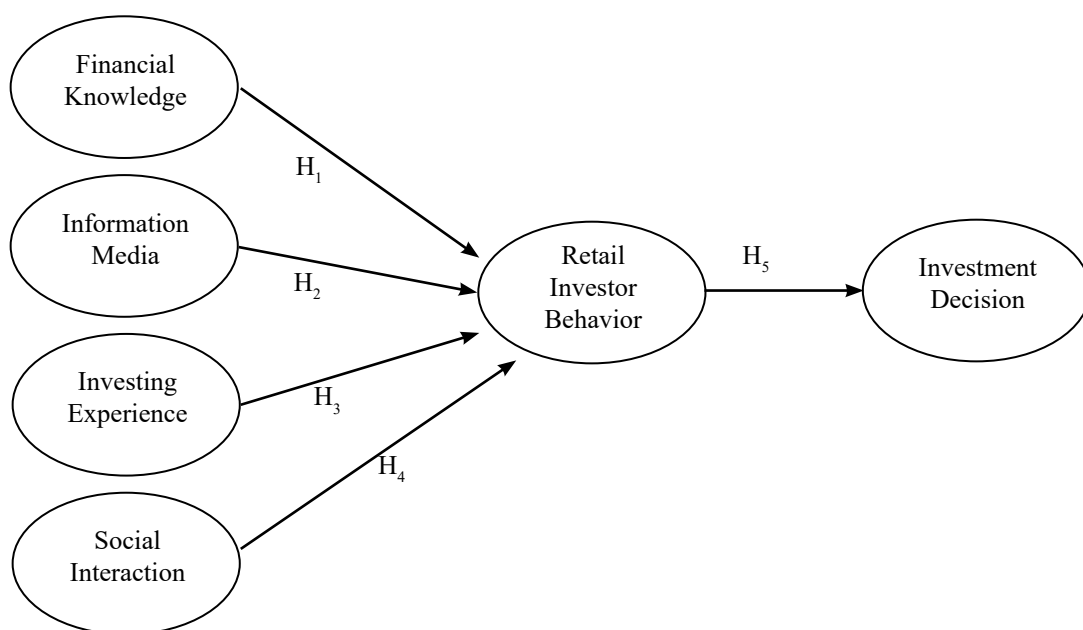 Financial
Knowledge
H₁
Information
Media
H₂
Investing
Experience
H₃
Social
Interaction
H₄
Retail
Investor
Behavior
H₅
Investment
Decision